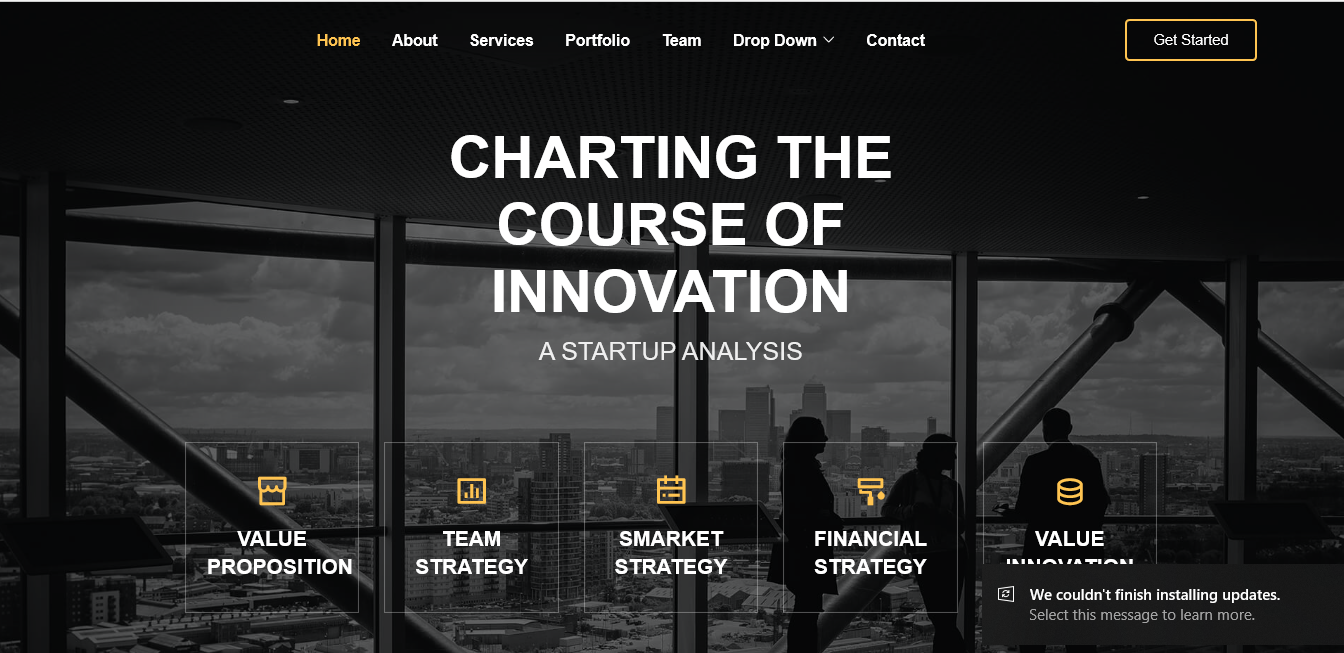 Home About Services Portfolio Team Drop Down Contact Get Started
CHARTING THE
COURSE OF
INNOVATION
A STARTUP ANALYSIS
VALUE
PROPOSITION
TEAM
STRATEGY
SMARKET
STRATEGY
FINANCIAL
STRATEGY
VALUE
INNOVATION
We couldn't finish installing updates.
Select this message to learn more.